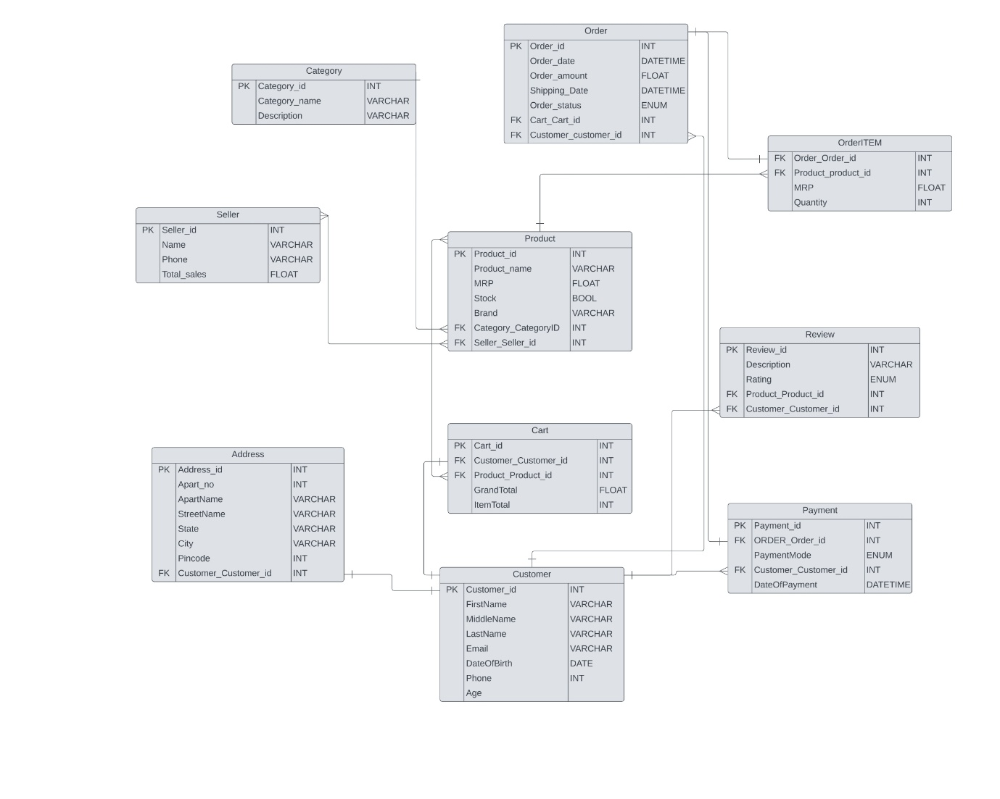 Order
PK Order_id INT
Order_date DATETIME
Order_amount FLOAT
Shipping_Date DATETIME
Order_status ENUM
FK Cart_Cart_id INT
FK Customer_customer_id INT
Category
PK Category_id INT
Category_name VARCHAR
Description VARCHAR
OrderITEM
FK Order_Order_id INT
FK Product_product_id INT
MRP FLOAT
Quantity INT
Seller
PK Seller_id INT
Name VARCHAR
Phone VARCHAR
Total_sales FLOAT
Product
PK Product_id INT
Product_name VARCHAR
MRP FLOAT
Stock BOOL
Brand VARCHAR
FK Category_CategoryID INT
FK Seller_Seller_id INT
Review
PK Review_id INT
Description VARCHAR
Rating ENUM
FK Product_Product_id INT
FK Customer_Customer_id INT
Cart
PK Cart_id INT
FK Customer_Customer_id INT
FK Product_Product_id INT
GrandTotal FLOAT
ItemTotal INT
Address
PK Address_id INT
Apart_no INT
ApartName VARCHAR
StreetName VARCHAR
State VARCHAR
City VARCHAR
Pincode INT
FK Customer_Customer_id INT
Payment
PK Payment_id INT
FK ORDER_Order_id INT
PaymentMode ENUM
FK Customer_Customer_id INT
DateOfPayment DATETIME
Customer
PK Customer_id INT
FirstName VARCHAR
MiddleName VARCHAR
LastName VARCHAR
Email VARCHAR
DateOfBirth DATE
Phone INT
Age